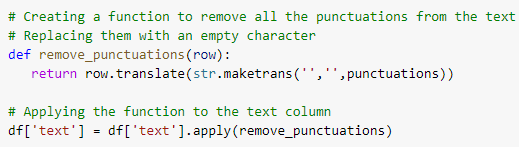 # Creating a function to remove all the punctuations from the text
# Replacing them with an empty character
def remove_punctuations(row):
   return row.translate(str.maketrans('','',punctuations))

# Applying the function to the text column
df['text'] = df['text'].apply(remove_punctuations)